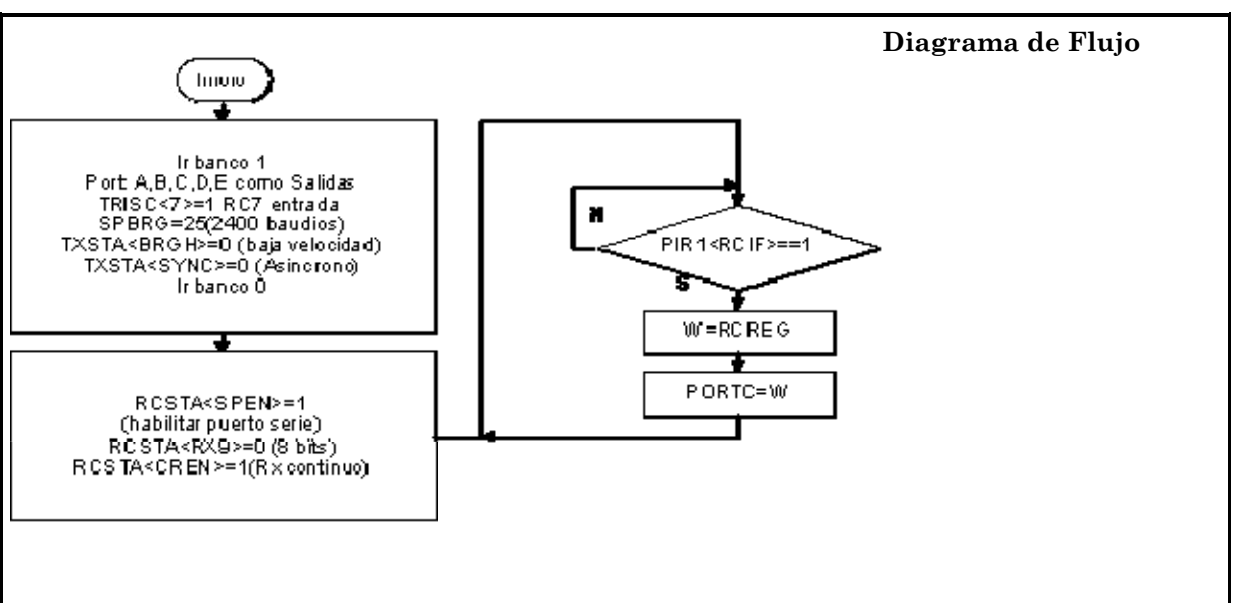 Diagrama de Flujo
Inicio
Ir banco 1
Port A,B,C,D,E como Salidas
TRISC<7>=1 RC7 entrada
SPBRG=25(2400 baudios)
TXSTA<BRGH>=0 (baja velocidad)
TXSTA<SYNC>=0 (Asincrono)
Ir banco 0
RCSTA<SPEN>=1
(habilitar puerto serie)
RCSTA<RX9>=0 (8 bits)
RCSTA<CREN>=1(Rx continuo)
N
PIR1<RCIF>==1
S
W=RCREG
PORTC=W